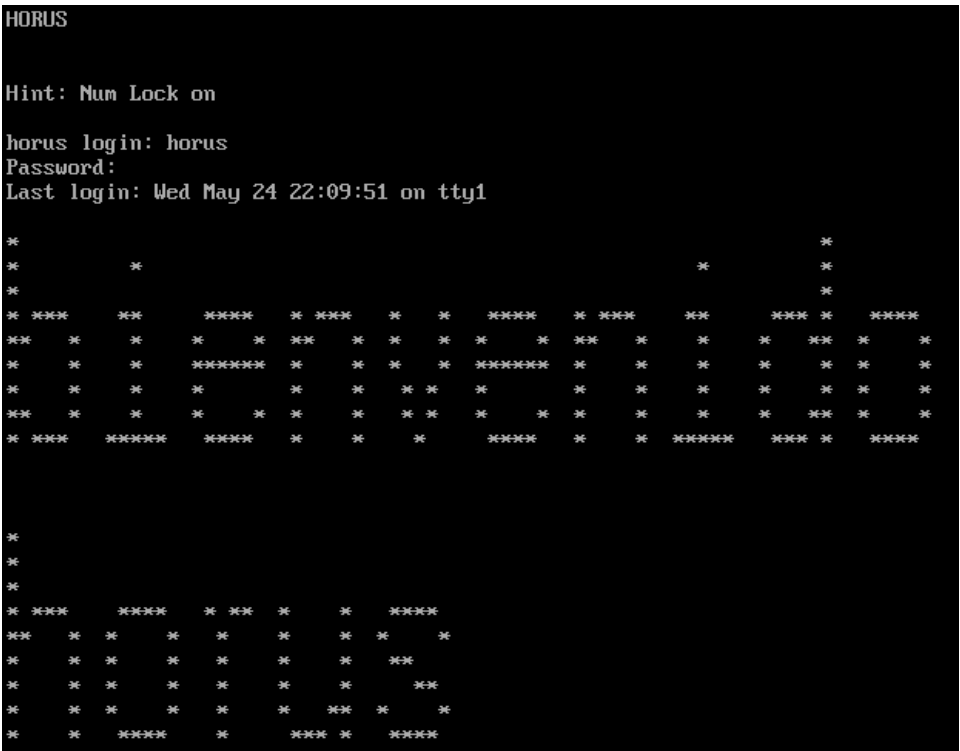 HORUS
Hint: Num Lock on
horus login: horus
Password:
Last login: Wed May 24 22:09:51 on tty1
bienvenido
horus